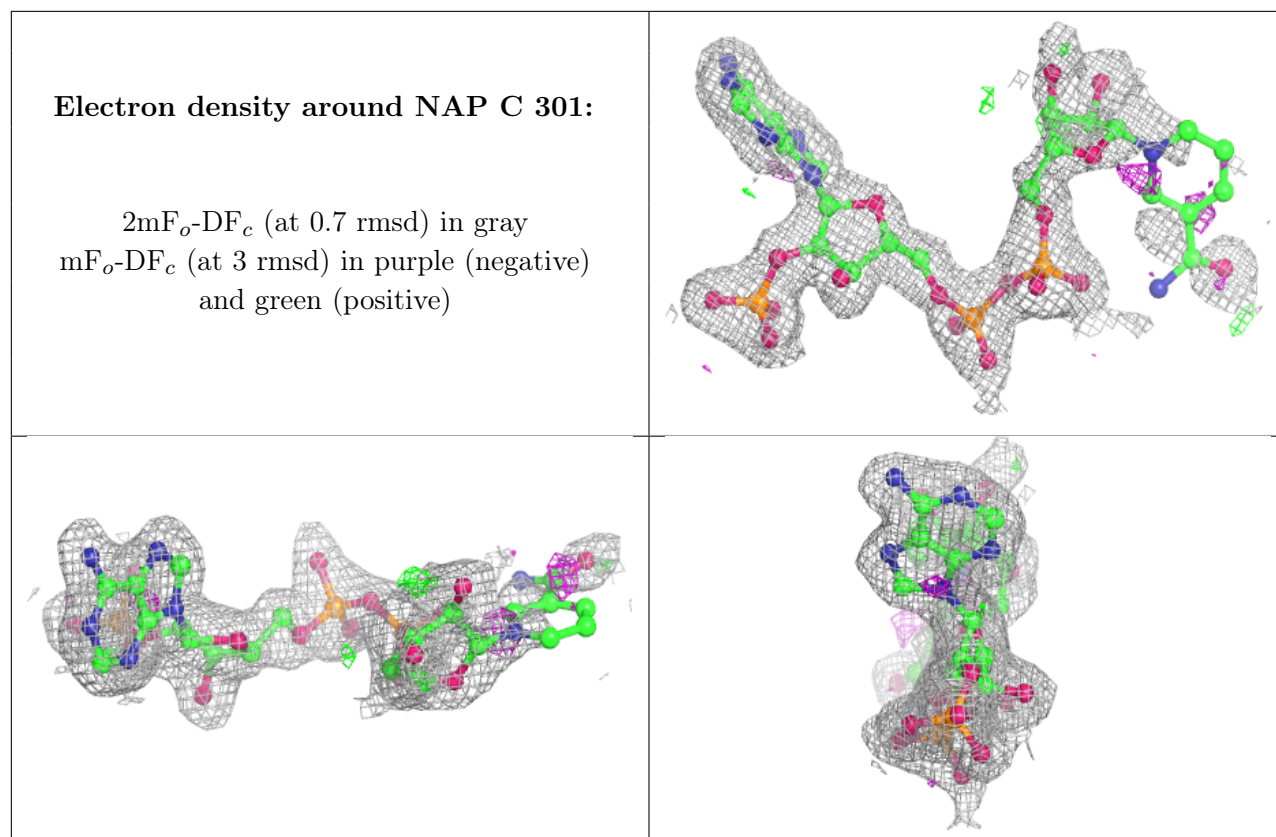 Electron density around NAP C 301:
2mFo-DFc (at 0.7 rmsd) in gray
mFo-DFc (at 3 rmsd) in purple (negative)
and green (positive)